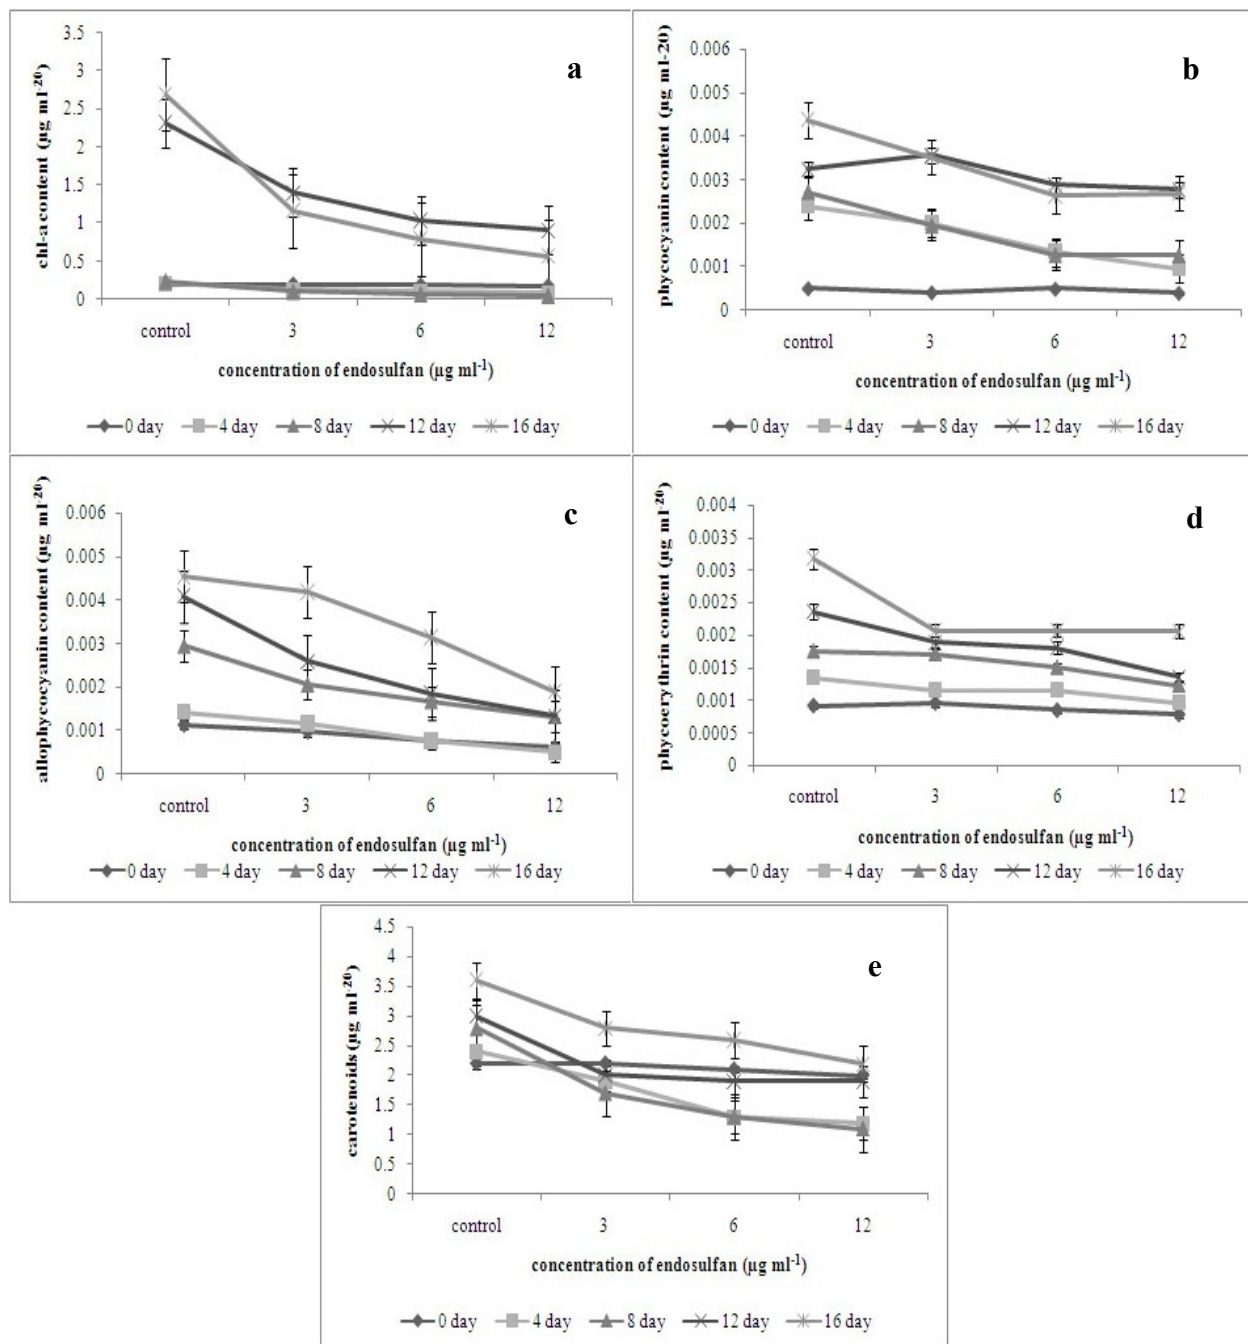 a
chl-a content (µg ml-20)
3.5
3
2.5
2
1.5
1
0.5
0
control 3 6 12
concentration of endosulfan (µg ml-1)
0 day 4 day 8 day 12 day 16 day
b
phycocyanin content (µg ml-20)
0.006
0.005
0.004
0.003
0.002
0.001
0
control 3 6 12
concentration of endosulfan (µg ml-1)
0 day 4 day 8 day 12 day 16 day
c
allophycocyanin content (µg ml-20)
0.006
0.005
0.004
0.003
0.002
0.001
0
control 3 6 12
concentration of endosulfan (µg ml-1)
0 day 4 day 8 day 12 day 16 day
d
phycoerythrin content (µg ml-20)
0.004
0.0035
0.003
0.0025
0.002
0.0015
0.001
0.0005
0
control 3 6 12
concentration of endosulfan (µg ml-1)
0 day 4 day 8 day 12 day 16 day
e
carotenoids (µg ml-20)
4.5
4
3.5
3
2.5
2
1.5
1
0.5
0
control 3 6 12
concentration of endosulfan (µg ml-1)
0 day 4 day 8 day 12 day 16 day